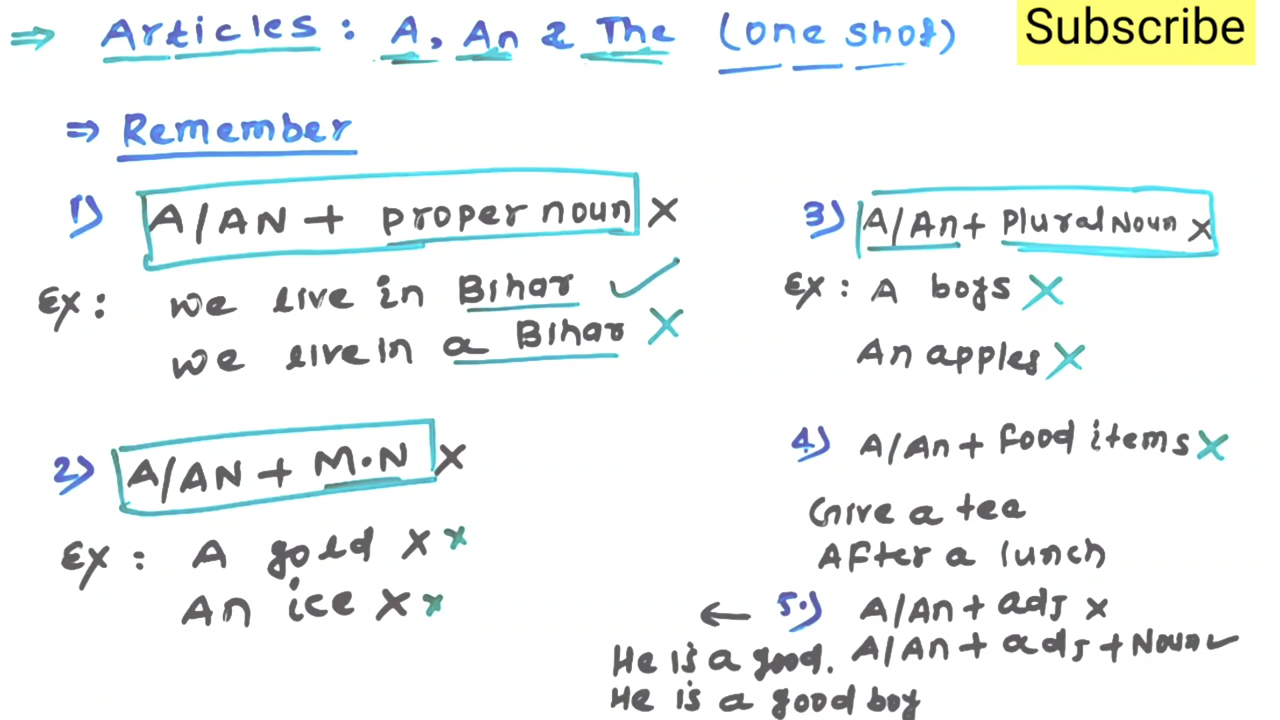 ⇒ Articles : A, An & The (one shot)
Subscribe
⇒ Remember
1) A/AN + proper noun X
Ex : we live in Bihar ✓
we live in a Bihar X
2) A/AN + M.N X
Ex : A gold X X
An ice X X
3) A/An + Plural Noun X
Ex : A boys X
An apples X
4.) A/An + food items X
Give a tee
After a lunch
← 5.) A/An + adj X
A/An + adj + Noun ✓
He is a good.
He is a good boy